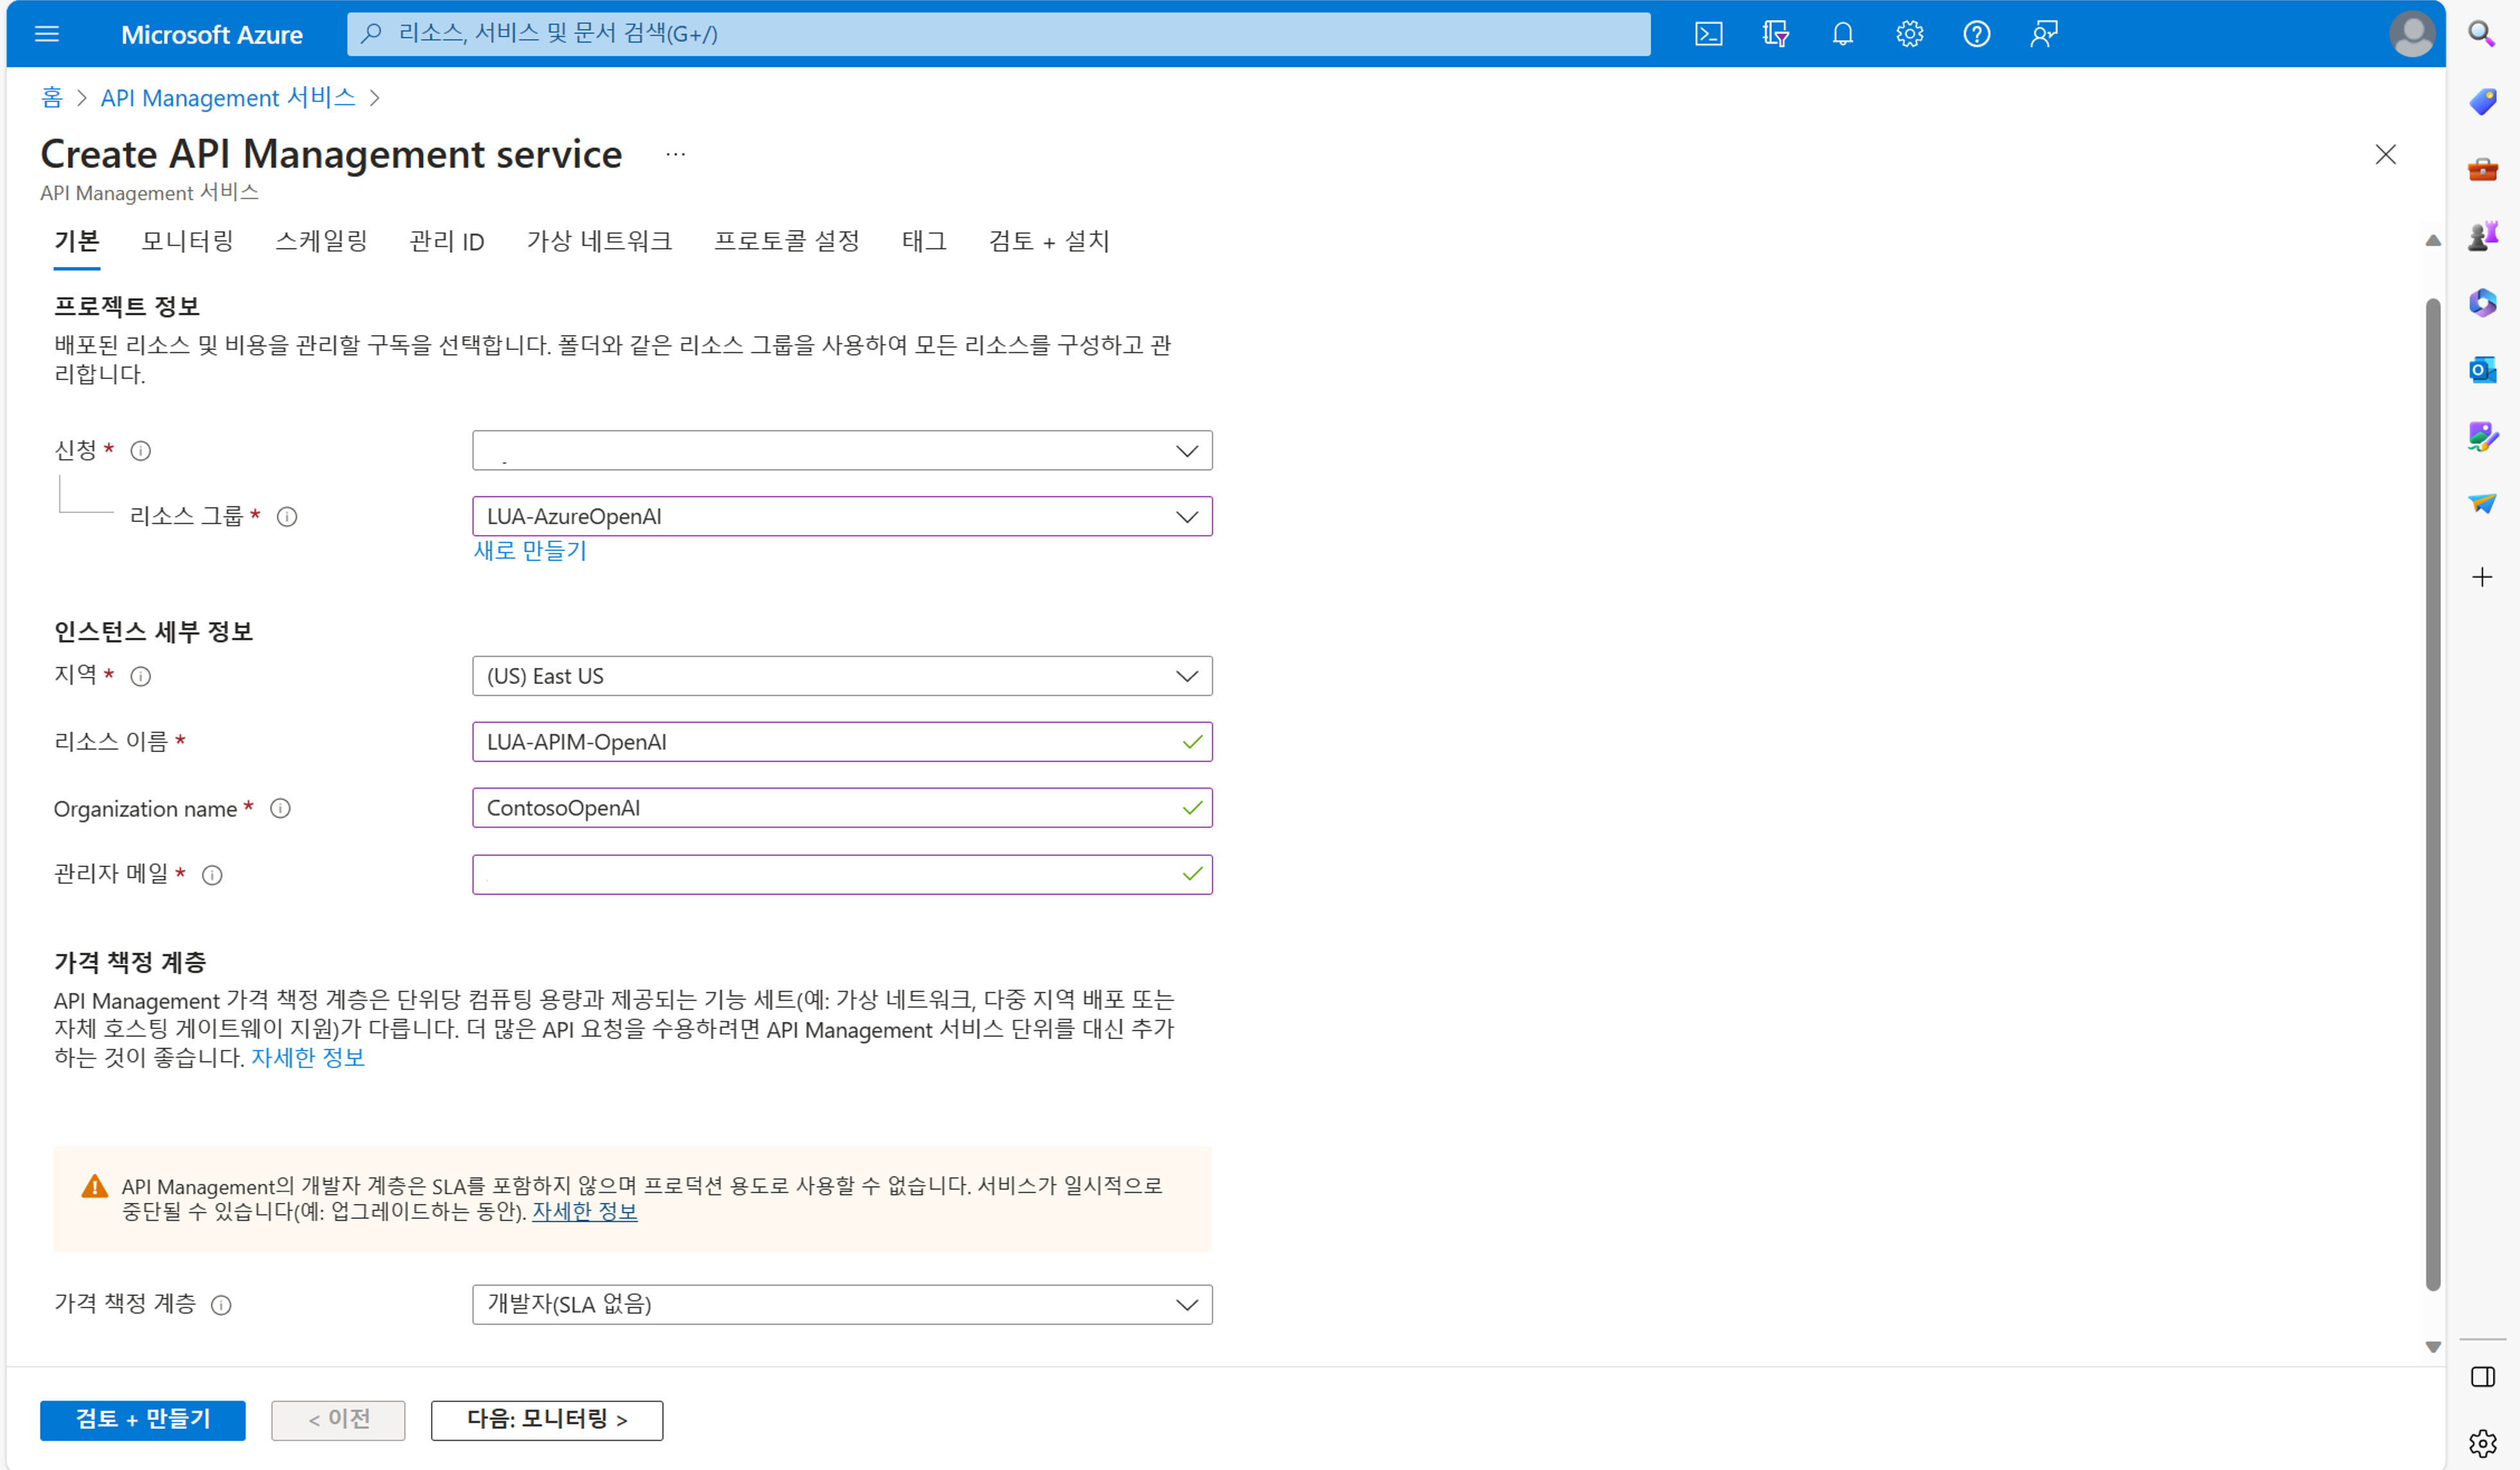 Microsoft Azure
리소스, 서비스 및 문서 검색(G+/)
홈 > API Management 서비스 >
Create API Management service ...
API Management 서비스
기본 모니터링 스케일링 관리 ID 가상 네트워크 프로토콜 설정 태그 검토 + 설치
프로젝트 정보
배포된 리소스 및 비용을 관리할 구독을 선택합니다. 폴더와 같은 리소스 그룹을 사용하여 모든 리소스를 구성하고 관
리합니다.
신청 *
리소스 그룹 * LUA-AzureOpenAI
새로 만들기
인스턴스 세부 정보
지역 * (US) East US
리소스 이름 * LUA-APIM-OpenAI
Organization name * ContosoOpenAI
관리자 메일 *
가격 책정 계층
API Management 가격 책정 계층은 단위당 컴퓨팅 용량과 제공되는 기능 세트(예: 가상 네트워크, 다중 지역 배포 또는
자체 호스팅 게이트웨이 지원)가 다릅니다. 더 많은 API 요청을 수용하려면 API Management 서비스 단위를 대신 추가
하는 것이 좋습니다. 자세한 정보
API Management의 개발자 계층은 SLA를 포함하지 않으며 프로덕션 용도로 사용할 수 없습니다. 서비스가 일시적으로
중단될 수 있습니다(예: 업그레이드하는 동안). 자세한 정보
가격 책정 계층 개발자(SLA 없음)
검토 + 만들기 < 이전 다음: 모니터링 >